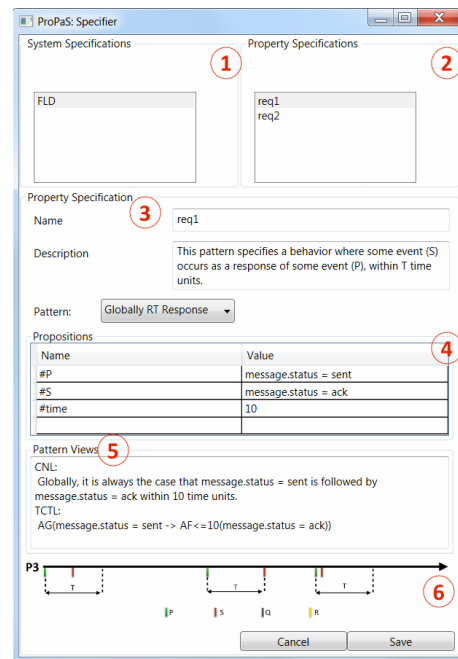 ProPaS: Specifier
System Specifications
1
Property Specifications
2
FLD
req1
req2
Property Specification
3
Name
req1
Description
This pattern specifies a behavior where some event (S)
occurs as a response of some event (P), within T time
units.
Pattern:
Globally RT Response
Propositions
4
Name Value
#P message.status = sent
#S message.status = ack
#time 10
Pattern Views
5
CNL:
Globally, it is always the case that message.status = sent is followed by
message.status = ack within 10 time units.
TCTL:
AG(message.status = sent -> AF<=10(message.status = ack))
P3
T T T
6
P S Q R
Cancel Save